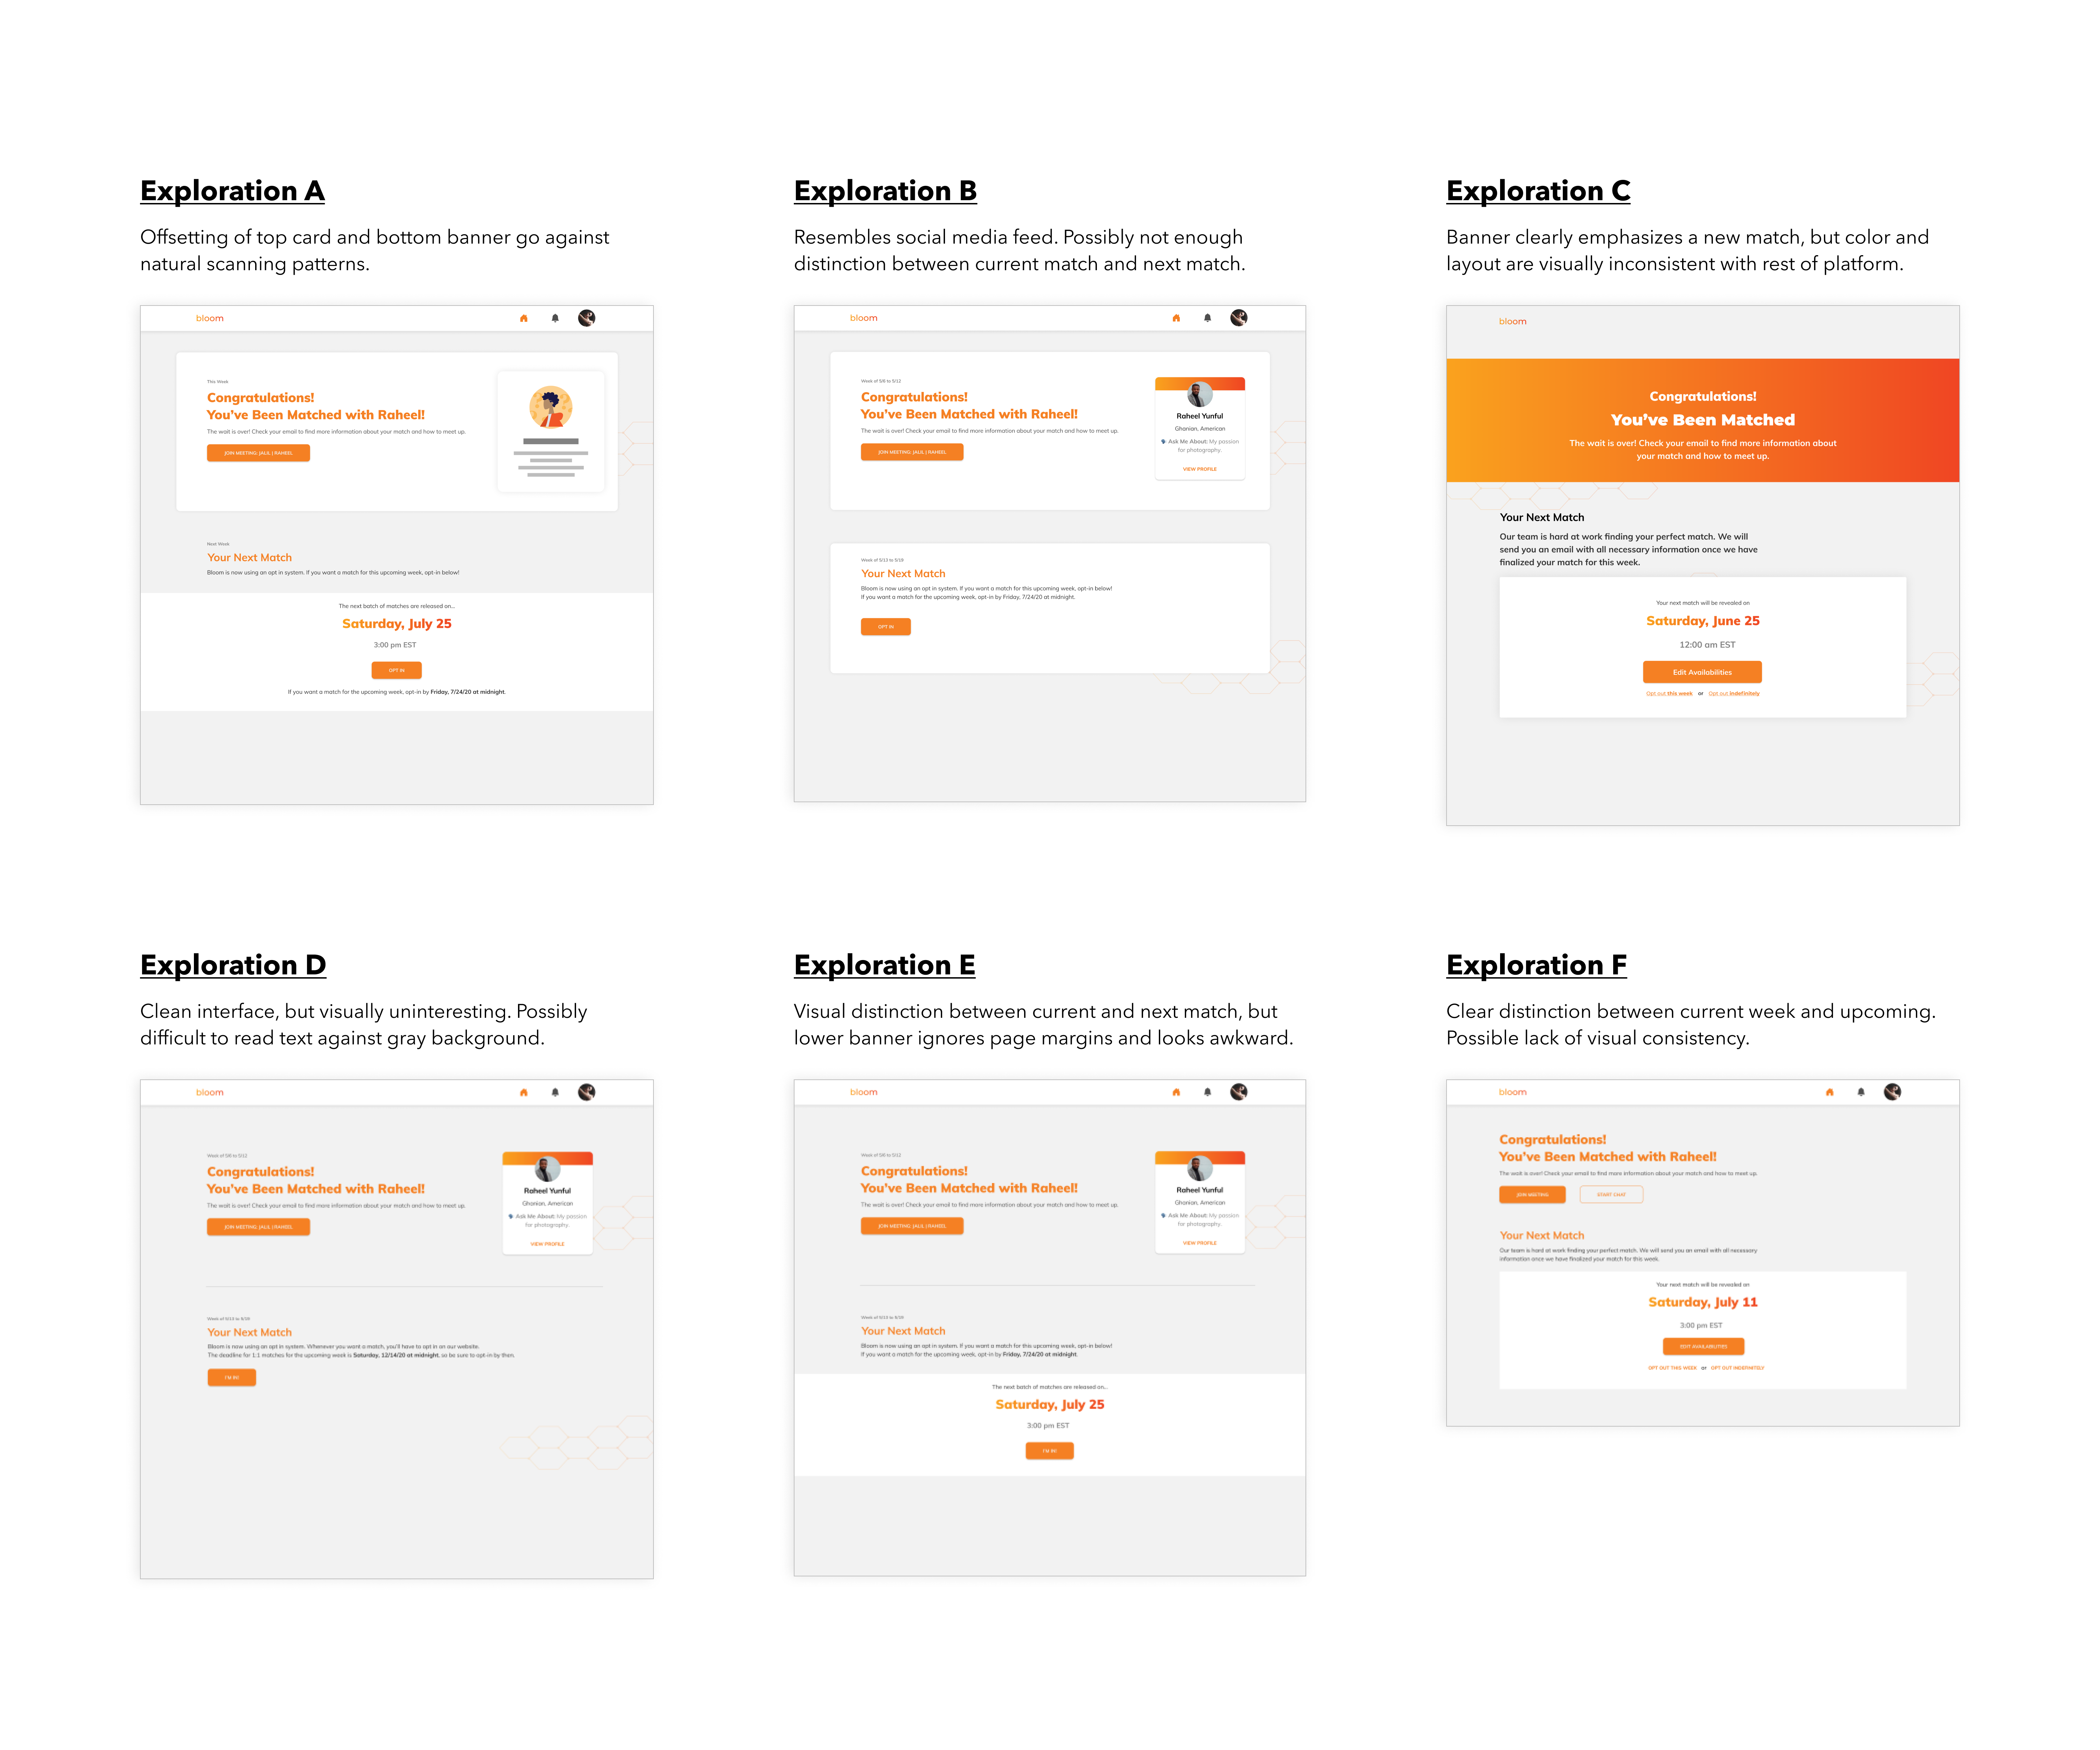 Exploration A
Offsetting of top card and bottom banner go against
natural scanning patterns.
bloom
This Week
Congratulations!
You've Been Matched with Raheel!
The wait is over! Check your email to find more information about your match and how to meet up.
JOIN MEETING: JALIL | RAHEEL
Next Week
Your Next Match
Bloom is now using an opt in system. If you want a match for this upcoming week, opt-in below!
The next batch of matches are released on...
Saturday, July 25
3:00 pm EST
OPT IN
If you want a match for the upcoming week, opt-in by Friday, 7/24/20 at midnight.
Exploration B
Resembles social media feed. Possibly not enough
distinction between current match and next match.
bloom
Week of 5/6 to 5/12
Congratulations!
You've Been Matched with Raheel!
The wait is over! Check your email to find more information about your match and how to meet up.
JOIN MEETING: JALIL | RAHEEL
Raheel Yunful
Ghanian, American
Ask Me About: My passion
for photography.
VIEW PROFILE
Week of 5/13 to 5/19
Your Next Match
Bloom is now using an opt in system. If you want a match for this upcoming week, opt-in below!
If you want a match for the upcoming week, opt-in by Friday, 7/24/20 at midnight.
OPT IN
Exploration C
Banner clearly emphasizes a new match, but color and
layout are visually inconsistent with rest of platform.
bloom
Congratulations!
You've Been Matched
The wait is over! Check your email to find more information about
your match and how to meet up.
Your Next Match
Our team is hard at work finding your perfect match. We will
send you an email with all necessary information once we have
finalized your match for this week.
Your next match will be revealed on
Saturday, June 25
12:00 am EST
Edit Availabilities
Opt out this week or Opt out indefinitely
Exploration D
Clean interface, but visually uninteresting. Possibly
difficult to read text against gray background.
bloom
Week of 5/6 to 5/12
Congratulations!
You've Been Matched with Raheel!
The wait is over! Check your email to find more information about your match and how to meet up.
JOIN MEETING: JALIL | RAHEEL
Raheel Yunful
Ghanian, American
Ask Me About: My passion
for photography.
VIEW PROFILE
Week of 5/13 to 5/19
Your Next Match
Bloom is now using an opt in system. Whenever you want a match, you'll have to opt in on our website.
The deadline for 1:1 matches for the upcoming week is Saturday, 12/14/20 at midnight, so be sure to opt-in by then.
I'M IN!
Exploration E
Visual distinction between current and next match, but
lower banner ignores page margins and looks awkward.
bloom
Week of 5/6 to 5/12
Congratulations!
You've Been Matched with Raheel!
The wait is over! Check your email to find more information about your match and how to meet up.
JOIN MEETING: JALIL | RAHEEL
Raheel Yunful
Ghanian, American
Ask Me About: My passion
for photography.
VIEW PROFILE
Week of 5/13 to 5/19
Your Next Match
Bloom is now using an opt in system. If you want a match for this upcoming week, opt-in below!
If you want a match for the upcoming week, opt-in by Friday, 7/24/20 at midnight.
The next batch of matches are released on...
Saturday, July 25
3:00 pm EST
I'M IN!
Exploration F
Clear distinction between current week and upcoming.
Possible lack of visual consistency.
bloom
Congratulations!
You've Been Matched with Raheel!
The wait is over! Check your email to find more information about your match and how to meet up.
JOIN MEETING
START CHAT
Your Next Match
Our team is hard at work finding your perfect match. We will send you an email with all necessary
information once we have finalized your match for this week.
Your next match will be revealed on
Saturday, July 11
3:00 pm EST
EDIT AVAILABILITIES
OPT OUT THIS WEEK or OPT OUT INDEFINITELY